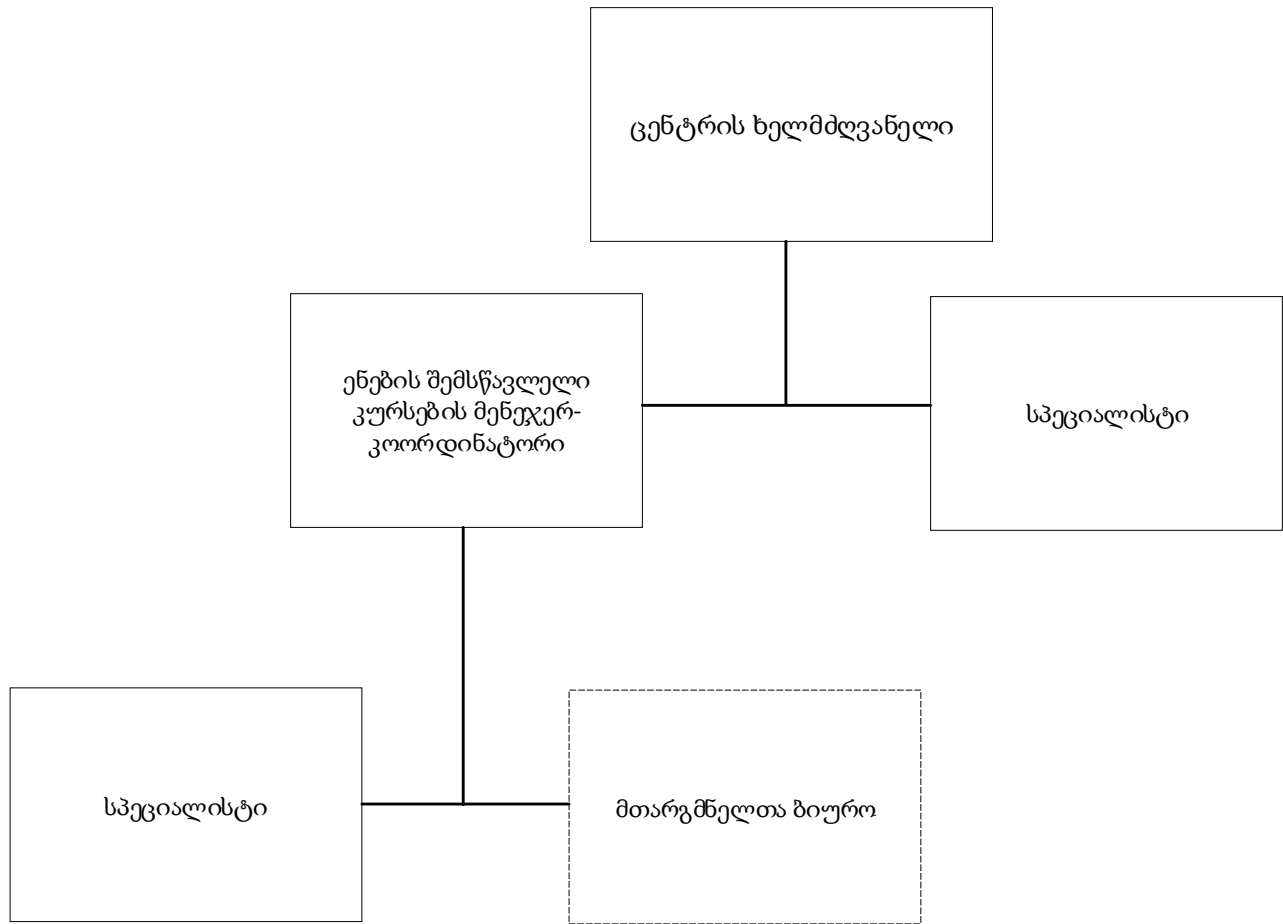 ცენტრის ხელმძღვანელი
ენების შემსწავლელი
კურსების მენეჯერ-
კოორდინატორი
სპეციალისტი
სპეციალისტი
მთარგმნელთა ბიურო